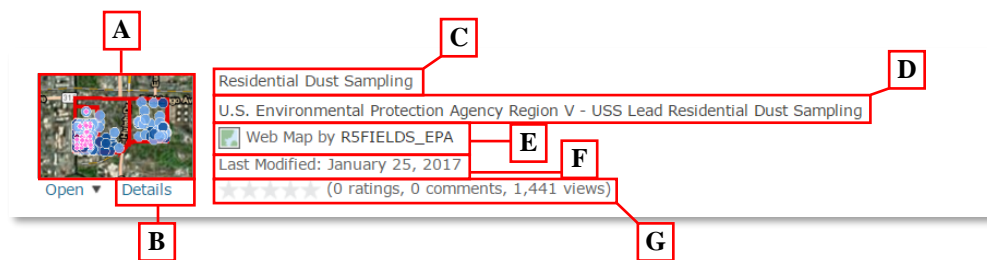 A
C
D
Residential Dust Sampling
U.S. Environmental Protection Agency Region V - USS Lead Residential Dust Sampling
Web Map by R5FIELDS_EPA
E
Last Modified: January 25, 2017
F
Open ▼ Details
(0 ratings, 0 comments, 1,441 views)
B
G